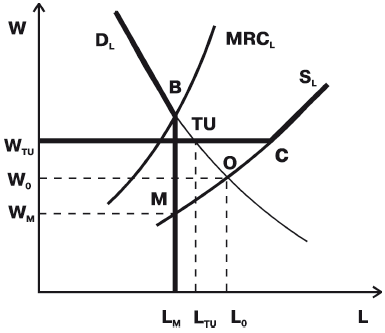 W
D_L
MRC_L
B
S_L
TU
W_TU
O
C
W_0
M
W_M
L_M L_TU L_0 L